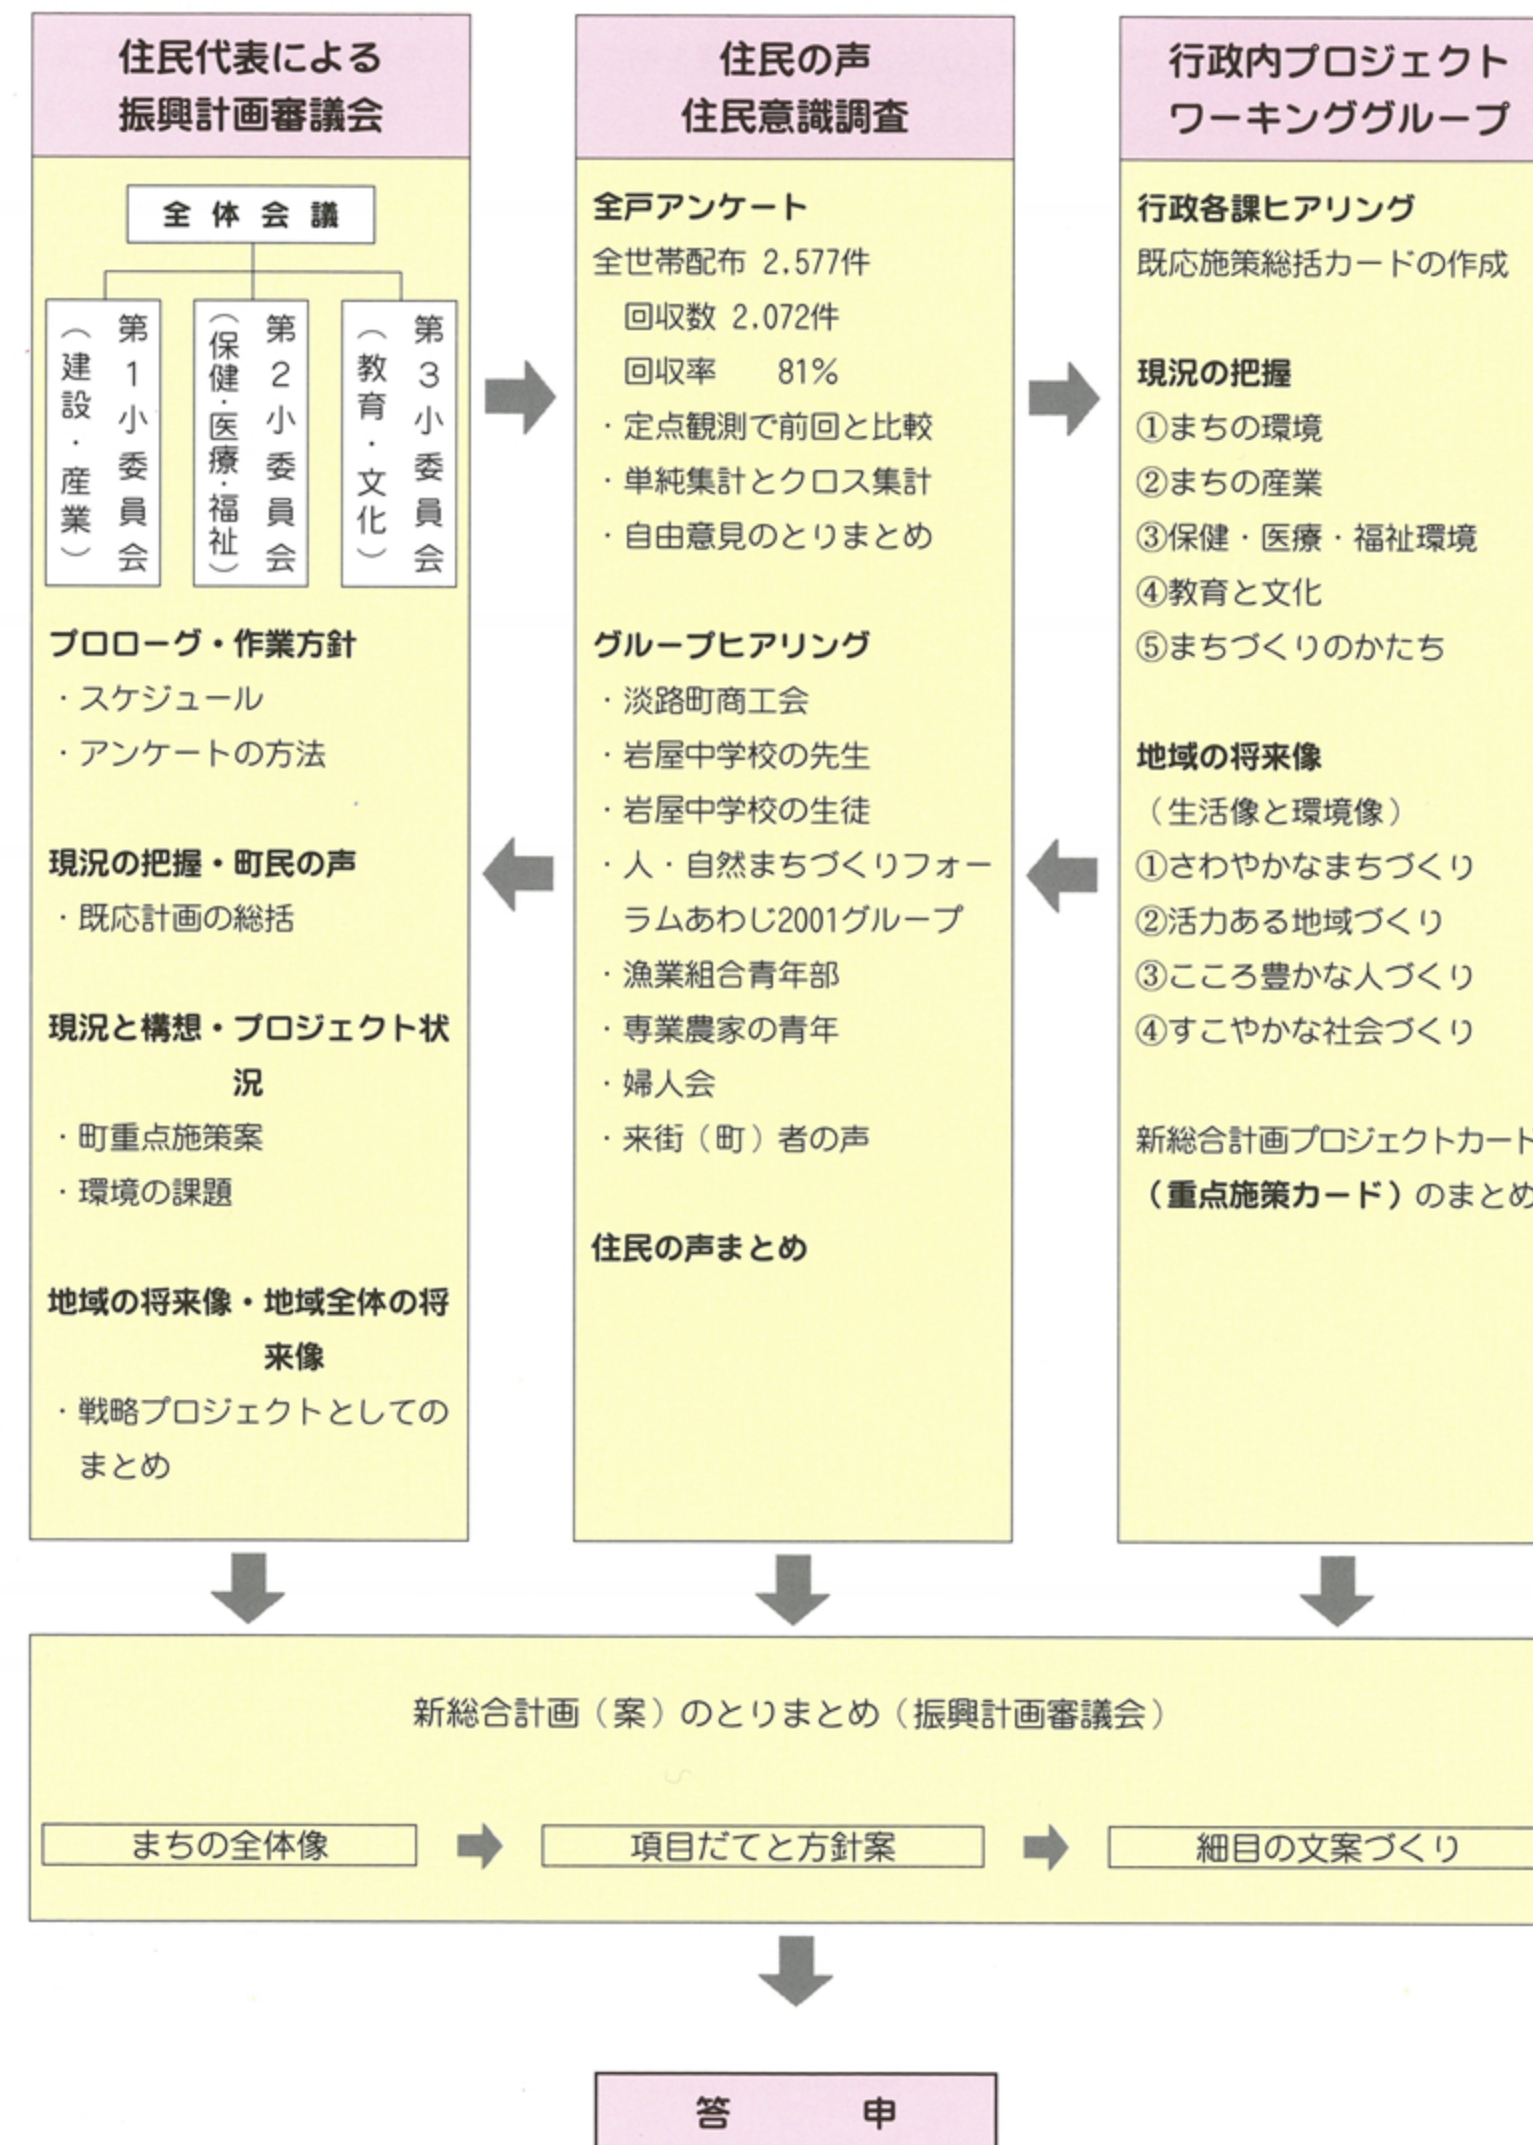 住民代表による
振興計画審議会
全体会議
第1小委員会
（建設・産業）
第2小委員会
（保健・医療・福祉）
第3小委員会
（教育・文化）
プロローグ・作業方針
・スケジュール
・アンケートの方法
現況の把握・町民の声
・既応計画の総括
現況と構想・プロジェクト状
況
・町重点施策案
・環境の課題
地域の将来像・地域全体の将
来像
・戦略プロジェクトとしての
まとめ
住民の声
住民意識調査
全戸アンケート
全世帯配布 2.577件
回収数 2.072件
回収率 81%
・定点観測で前回と比較
・単純集計とクロス集計
・自由意見のとりまとめ
グループヒアリング
・淡路町商工会
・岩屋中学校の先生
・岩屋中学校の生徒
・人・自然まちづくりフォー
ラムあわじ2001グループ
・漁業組合青年部
・専業農家の青年
・婦人会
・来街（町）者の声
住民の声まとめ
行政内プロジェクト
ワーキンググループ
行政各課ヒアリング
既応施策総括カードの作成
現況の把握
①まちの環境
②まちの産業
③保健・医療・福祉環境
④教育と文化
⑤まちづくりのかたち
地域の将来像
（生活像と環境像）
①さわやかなまちづくり
②活力ある地域づくり
③こころ豊かな人づくり
④すこやかな社会づくり
新総合計画プロジェクトカード
（重点施策カード）のまとめ
新総合計画（案）のとりまとめ（振興計画審議会）
まちの全体像
項目だてと方針案
細目の文案づくり
答申